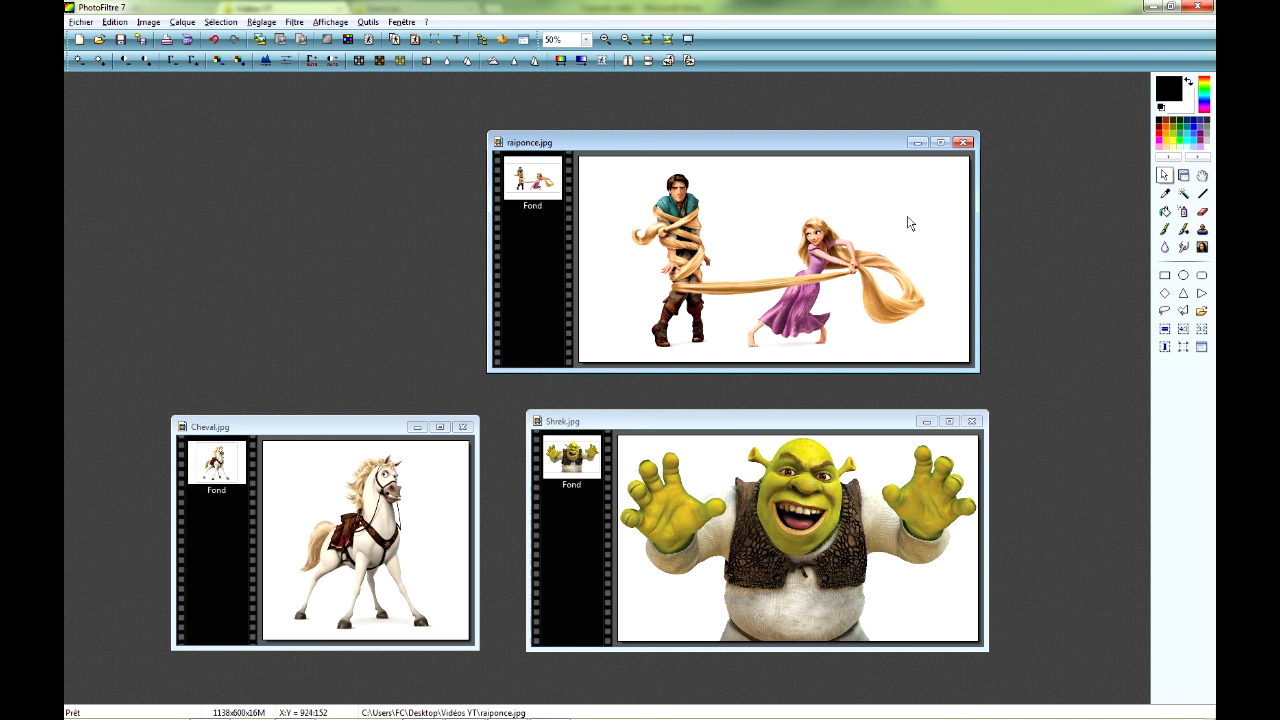 PhotoFiltre 7
Fichier Edition Image Calque Sélection Réglage Filtre Affichage Outils Fenêtre ?
50%
raiponce.jpg
Fond
Cheval.jpg
Fond
Shrek.jpg
Fond
Prêt 1138x600x16M X:Y = 924:152 C:\Users\FC\Desktop\Vidéos YT\raiponce.jpg